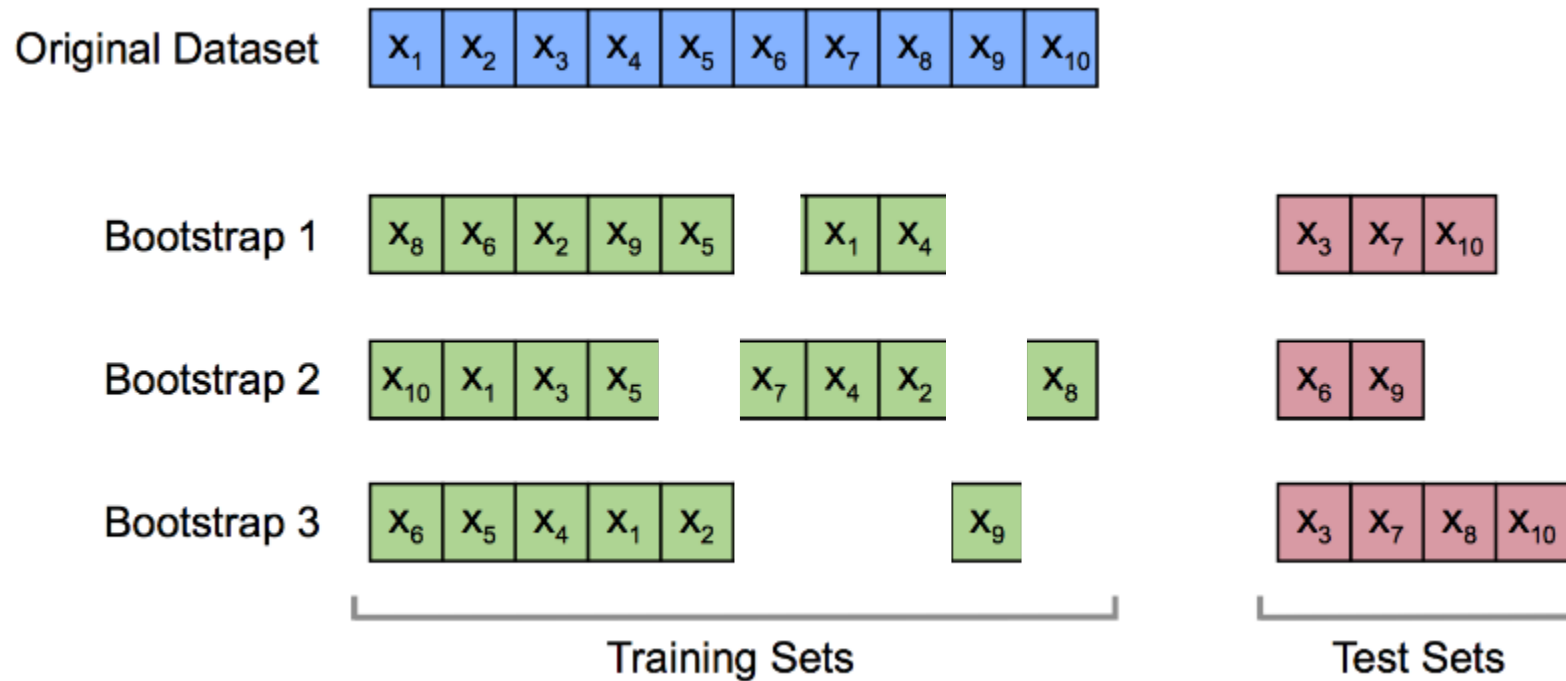 Original Dataset x₁ x₂ x₃ x₄ x₅ x₆ x₇ x₈ x₉ x₁₀
Bootstrap 1 x₈ x₆ x₂ x₉ x₅ x₁ x₄ x₃ x₇ x₁₀
Bootstrap 2 x₁₀ x₁ x₃ x₅ x₇ x₄ x₂ x₈ x₆ x₉
Bootstrap 3 x₆ x₅ x₄ x₁ x₂ x₉ x₃ x₇ x₈ x₁₀
Training Sets Test Sets